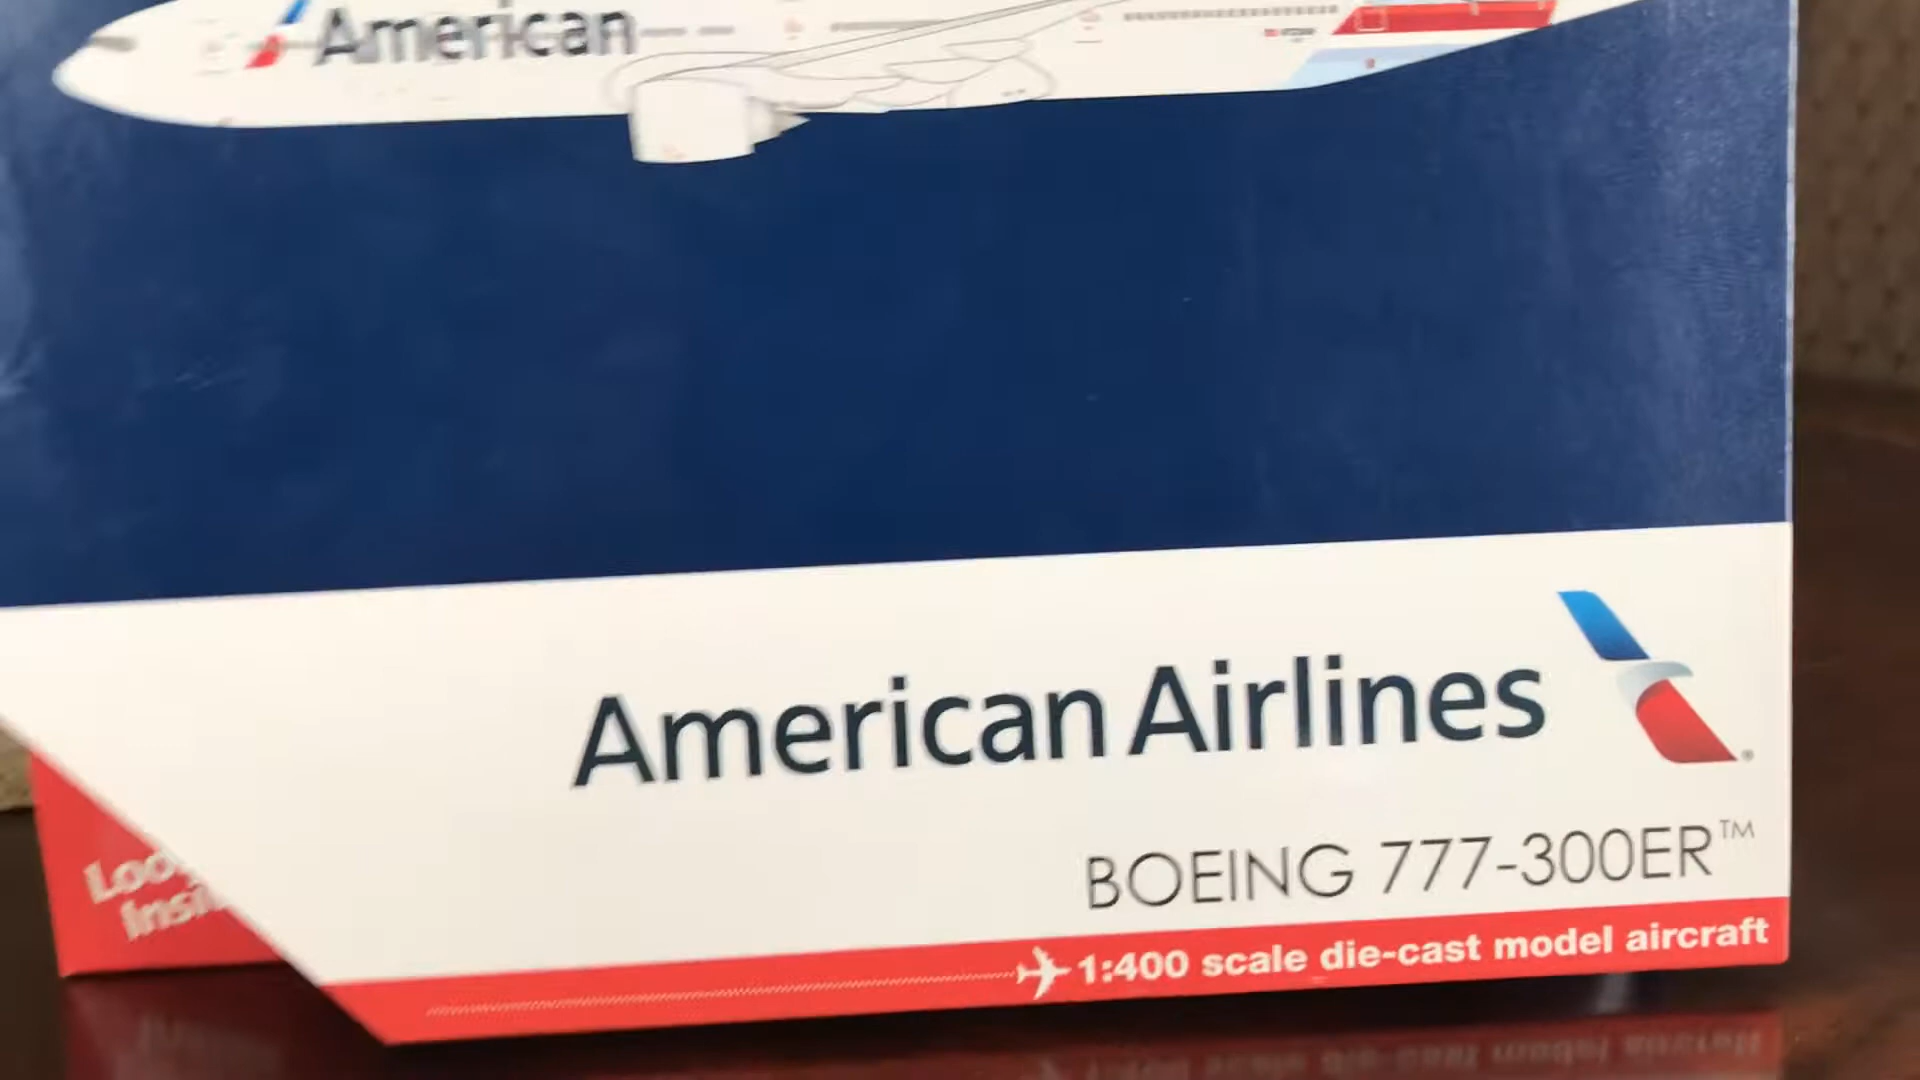 American
American Airlines
BOEING 777-300ER™
1:400 scale die-cast model aircraft